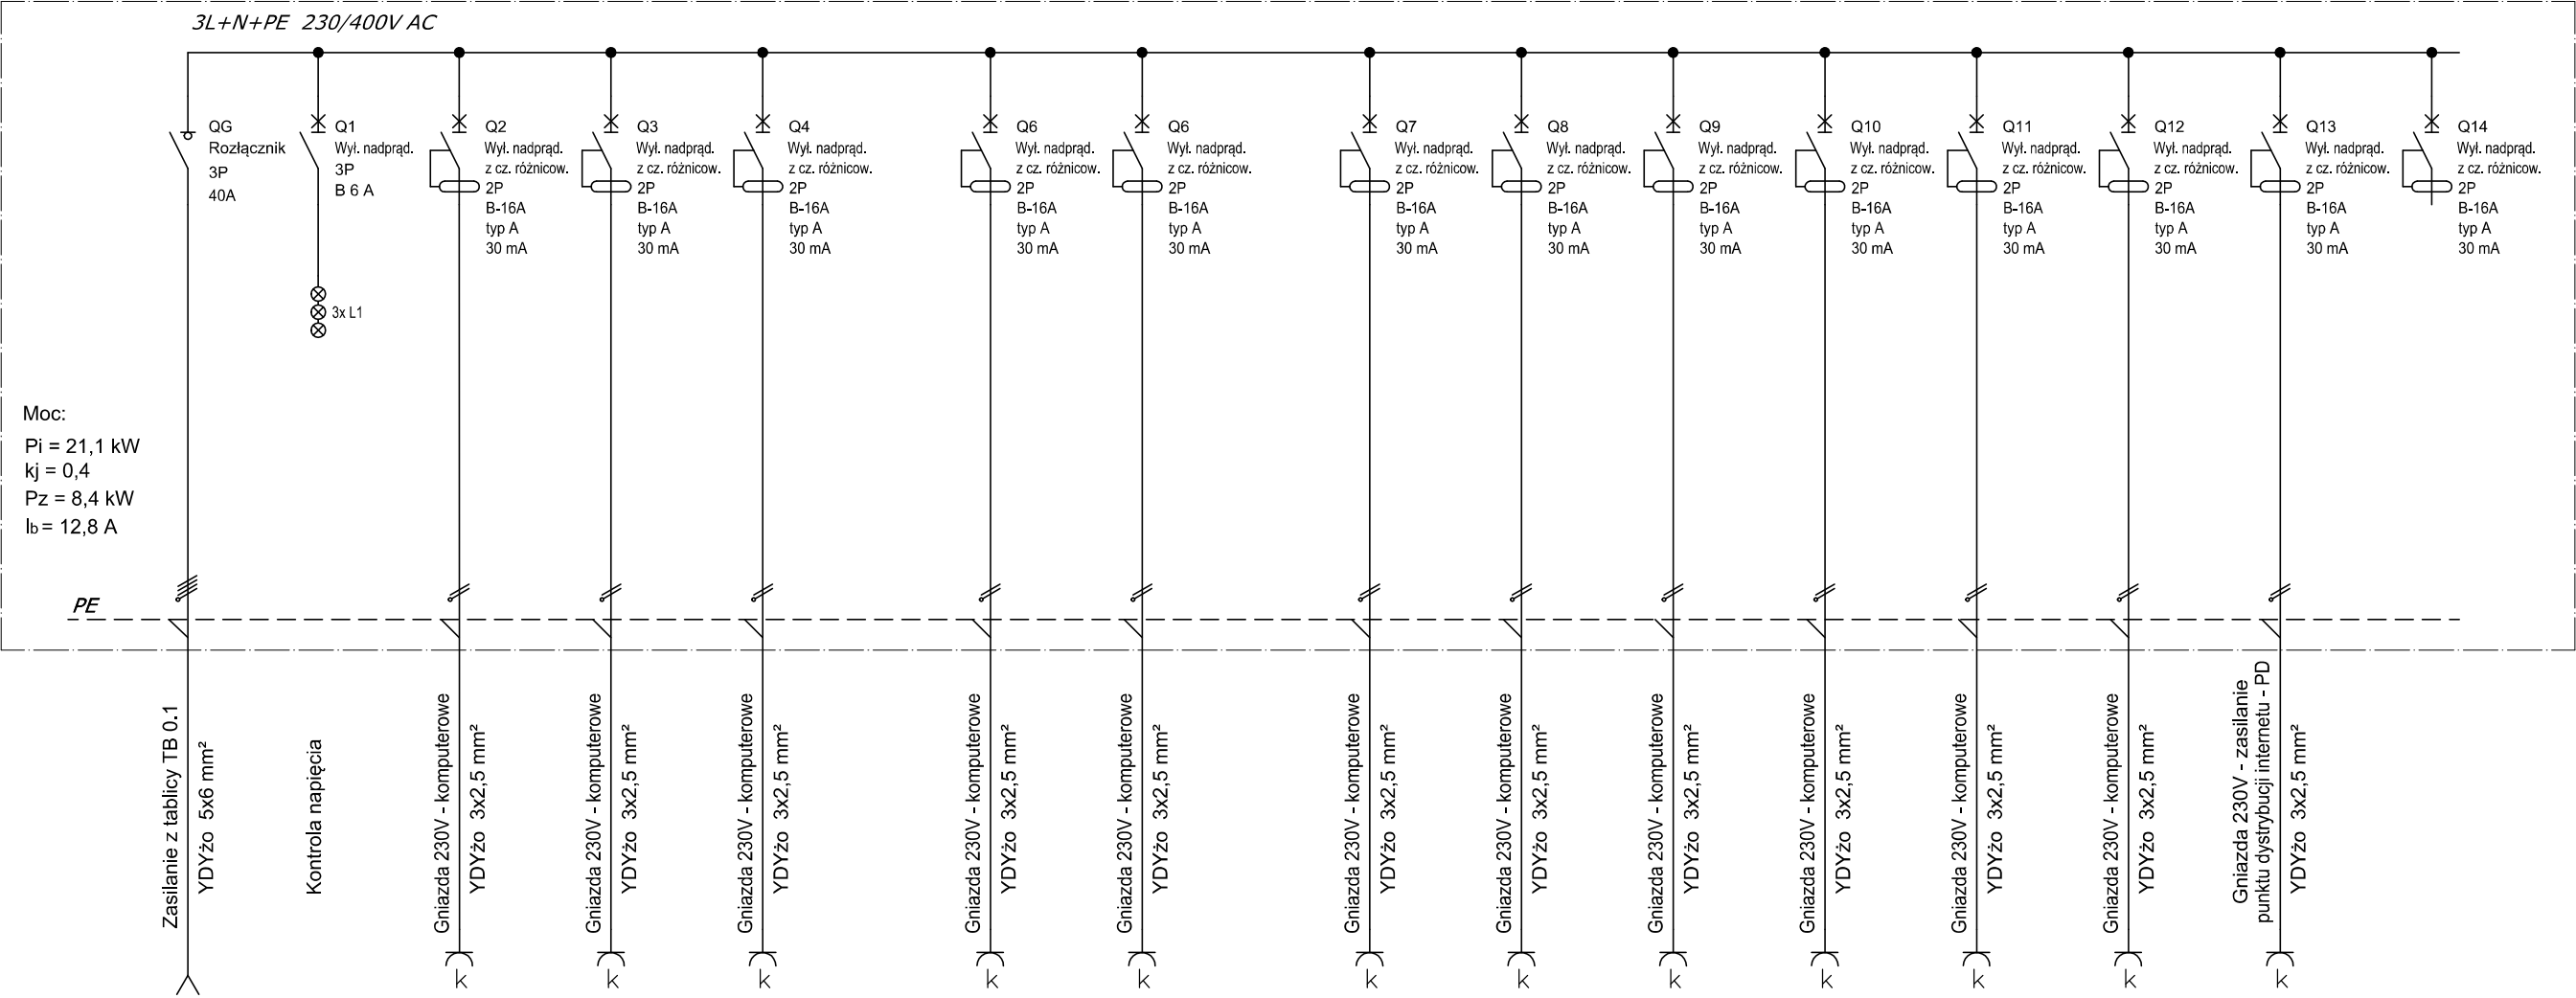 3L+N+PE  230/400V AC
QG
Rozłącznik
3P
40A
Q1
Wył. nadprąd.
3P
B 6 A
3x L1
Q2
Wył. nadprąd.
z cz. różnicow.
2P
B-16A
typ A
30 mA
Q3
Wył. nadprąd.
z cz. różnicow.
2P
B-16A
typ A
30 mA
Q4
Wył. nadprąd.
z cz. różnicow.
2P
B-16A
typ A
30 mA
Q6
Wył. nadprąd.
z cz. różnicow.
2P
B-16A
typ A
30 mA
Q6
Wył. nadprąd.
z cz. różnicow.
2P
B-16A
typ A
30 mA
Q7
Wył. nadprąd.
z cz. różnicow.
2P
B-16A
typ A
30 mA
Q8
Wył. nadprąd.
z cz. różnicow.
2P
B-16A
typ A
30 mA
Q9
Wył. nadprąd.
z cz. różnicow.
2P
B-16A
typ A
30 mA
Q10
Wył. nadprąd.
z cz. różnicow.
2P
B-16A
typ A
30 mA
Q11
Wył. nadprąd.
z cz. różnicow.
2P
B-16A
typ A
30 mA
Q12
Wył. nadprąd.
z cz. różnicow.
2P
B-16A
typ A
30 mA
Q13
Wył. nadprąd.
z cz. różnicow.
2P
B-16A
typ A
30 mA
Q14
Wył. nadprąd.
z cz. różnicow.
2P
B-16A
typ A
30 mA
Moc:
Pi = 21,1 kW
kj = 0,4
Pz = 8,4 kW
Ib = 12,8 A
PE
Zasilanie z tablicy TB 0.1
YDYżo  5x6 mm²
Kontrola napięcia
Gniazda 230V - komputerowe
YDYżo  3x2,5 mm²
k
Gniazda 230V - komputerowe
YDYżo  3x2,5 mm²
k
Gniazda 230V - komputerowe
YDYżo  3x2,5 mm²
k
Gniazda 230V - komputerowe
YDYżo  3x2,5 mm²
k
Gniazda 230V - komputerowe
YDYżo  3x2,5 mm²
k
Gniazda 230V - komputerowe
YDYżo  3x2,5 mm²
k
Gniazda 230V - komputerowe
YDYżo  3x2,5 mm²
k
Gniazda 230V - komputerowe
YDYżo  3x2,5 mm²
k
Gniazda 230V - komputerowe
YDYżo  3x2,5 mm²
k
Gniazda 230V - komputerowe
YDYżo  3x2,5 mm²
k
Gniazda 230V - komputerowe
YDYżo  3x2,5 mm²
k
Gniazda 230V - zasilanie
punktu dystrybucji internetu - PD
YDYżo  3x2,5 mm²
k